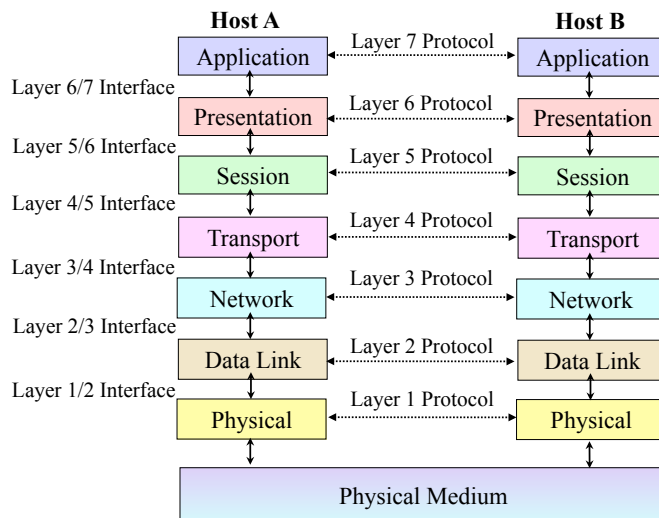 Host A Host B
Application Layer 7 Protocol Application
Layer 6/7 Interface
Presentation Layer 6 Protocol Presentation
Layer 5/6 Interface
Session Layer 5 Protocol Session
Layer 4/5 Interface
Transport Layer 4 Protocol Transport
Layer 3/4 Interface
Network Layer 3 Protocol Network
Layer 2/3 Interface
Data Link Layer 2 Protocol Data Link
Layer 1/2 Interface
Physical Layer 1 Protocol Physical
Physical Medium